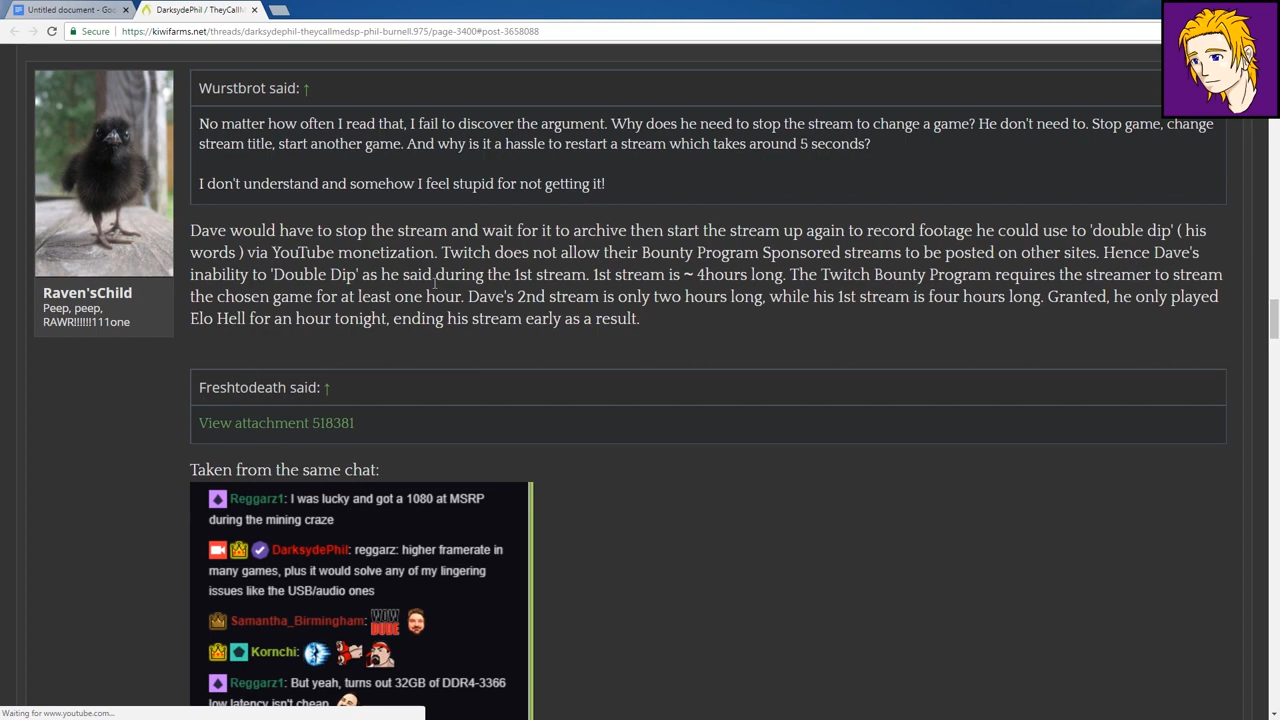 Untitled document - Goo
DarksydePhil / TheyCallM
Secure
https://kiwifarms.net/threads/darksydephil-theycallmedsp-phil-burnell.975/page-3400#post-3658088
Wurstbrot said: ↑
No matter how often I read that, I fail to discover the argument. Why does he need to stop the stream to change a game? He don't need to. Stop game, change
stream title, start another game. And why is it a hassle to restart a stream which takes around 5 seconds?
I don't understand and somehow I feel stupid for not getting it!
Raven'sChild
Peep, peep,
RAWR!!!!!!111one
Dave would have to stop the stream and wait for it to archive then start the stream up again to record footage he could use to 'double dip' ( his
words ) via YouTube monetization. Twitch does not allow their Bounty Program Sponsored streams to be posted on other sites. Hence Dave's
inability to 'Double Dip' as he said during the 1st stream. 1st stream is ~ 4hours long. The Twitch Bounty Program requires the streamer to stream
the chosen game for at least one hour. Dave's 2nd stream is only two hours long, while his 1st stream is four hours long. Granted, he only played
Elo Hell for an hour tonight, ending his stream early as a result.
Freshtodeath said: ↑
View attachment 518381
Taken from the same chat:
Reggarz1: I was lucky and got a 1080 at MSRP
during the mining craze
DarksydePhil: reggarz: higher framerate in
many games, plus it would solve any of my lingering
issues like the USB/audio ones
Samantha_Birmingham: WOW DUDE
Kornchi:
Reggarz1: But yeah, turns out 32GB of DDR4-3366
low latency isn't cheap
Waiting for www.youtube.com...